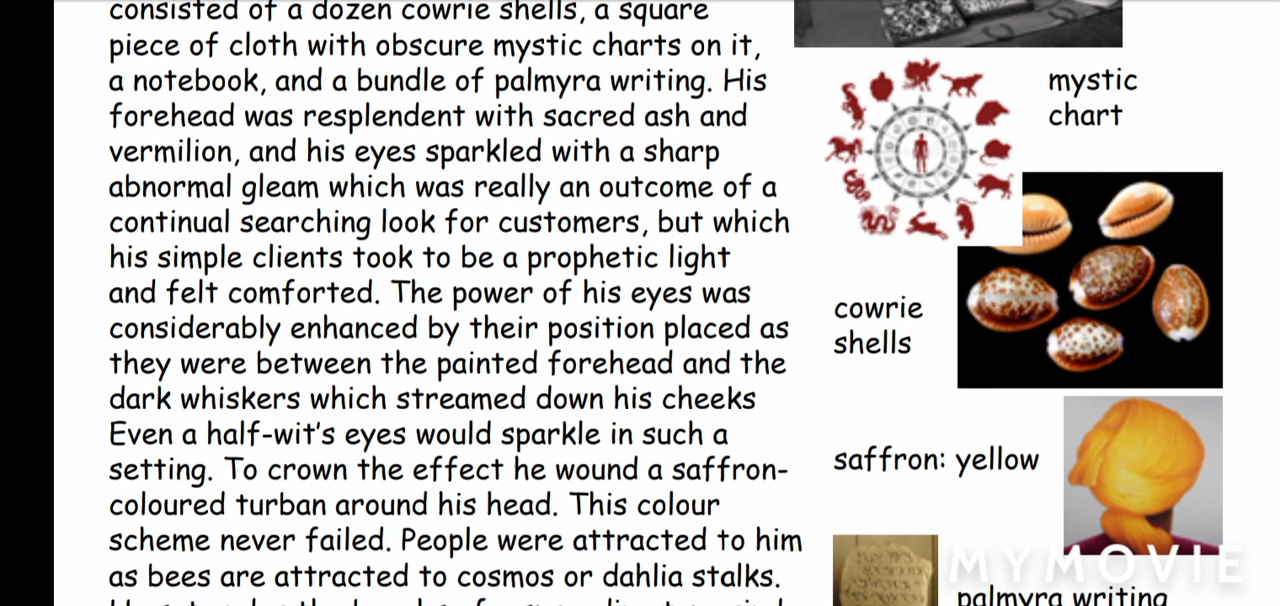 consisted of a dozen cowrie shells, a square
piece of cloth with obscure mystic charts on it,
a notebook, and a bundle of palmyra writing. His
forehead was resplendent with sacred ash and
vermilion, and his eyes sparkled with a sharp
abnormal gleam which was really an outcome of a
continual searching look for customers, but which
his simple clients took to be a prophetic light
and felt comforted. The power of his eyes was
considerably enhanced by their position placed as
they were between the painted forehead and the
dark whiskers which streamed down his cheeks
Even a half-wit's eyes would sparkle in such a
setting. To crown the effect he wound a saffron-
coloured turban around his head. This colour
scheme never failed. People were attracted to him
as bees are attracted to cosmos or dahlia stalks.
mystic
chart
cowrie
shells
saffron: yellow
palmyra writing
MYMOVIE